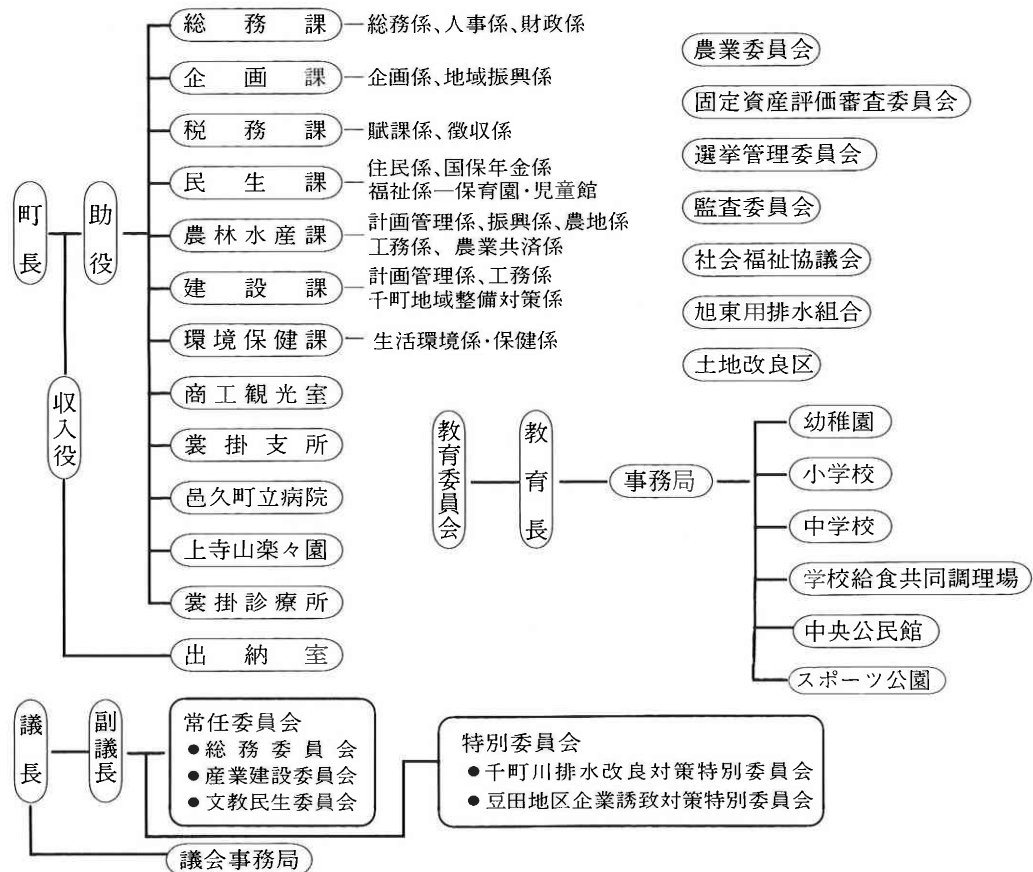 町長
助役
収入役
総務課
総務係、人事係、財政係
企画課
企画係、地域振興係
税務課
賦課係、徴収係
民生課
住民係、国保年金係
福祉係―保育園・児童館
農林水産課
計画管理係、振興係、農地係
工務係、農業共済係
建設課
計画管理係、工務係
千町地域整備対策係
環境保健課
生活環境係・保健係
商工観光室
裳掛支所
邑久町立病院
上寺山楽々園
裳掛診療所
出納室
農業委員会
固定資産評価審査委員会
選挙管理委員会
監査委員会
社会福祉協議会
旭東用排水組合
土地改良区
教育委員会
教育長
事務局
幼稚園
小学校
中学校
学校給食共同調理場
中央公民館
スポーツ公園
議長
副議長
常任委員会
●総務委員会
●産業建設委員会
●文教民生委員会
特別委員会
●千町川排水改良対策特別委員会
●豆田地区企業誘致対策特別委員会
議会事務局